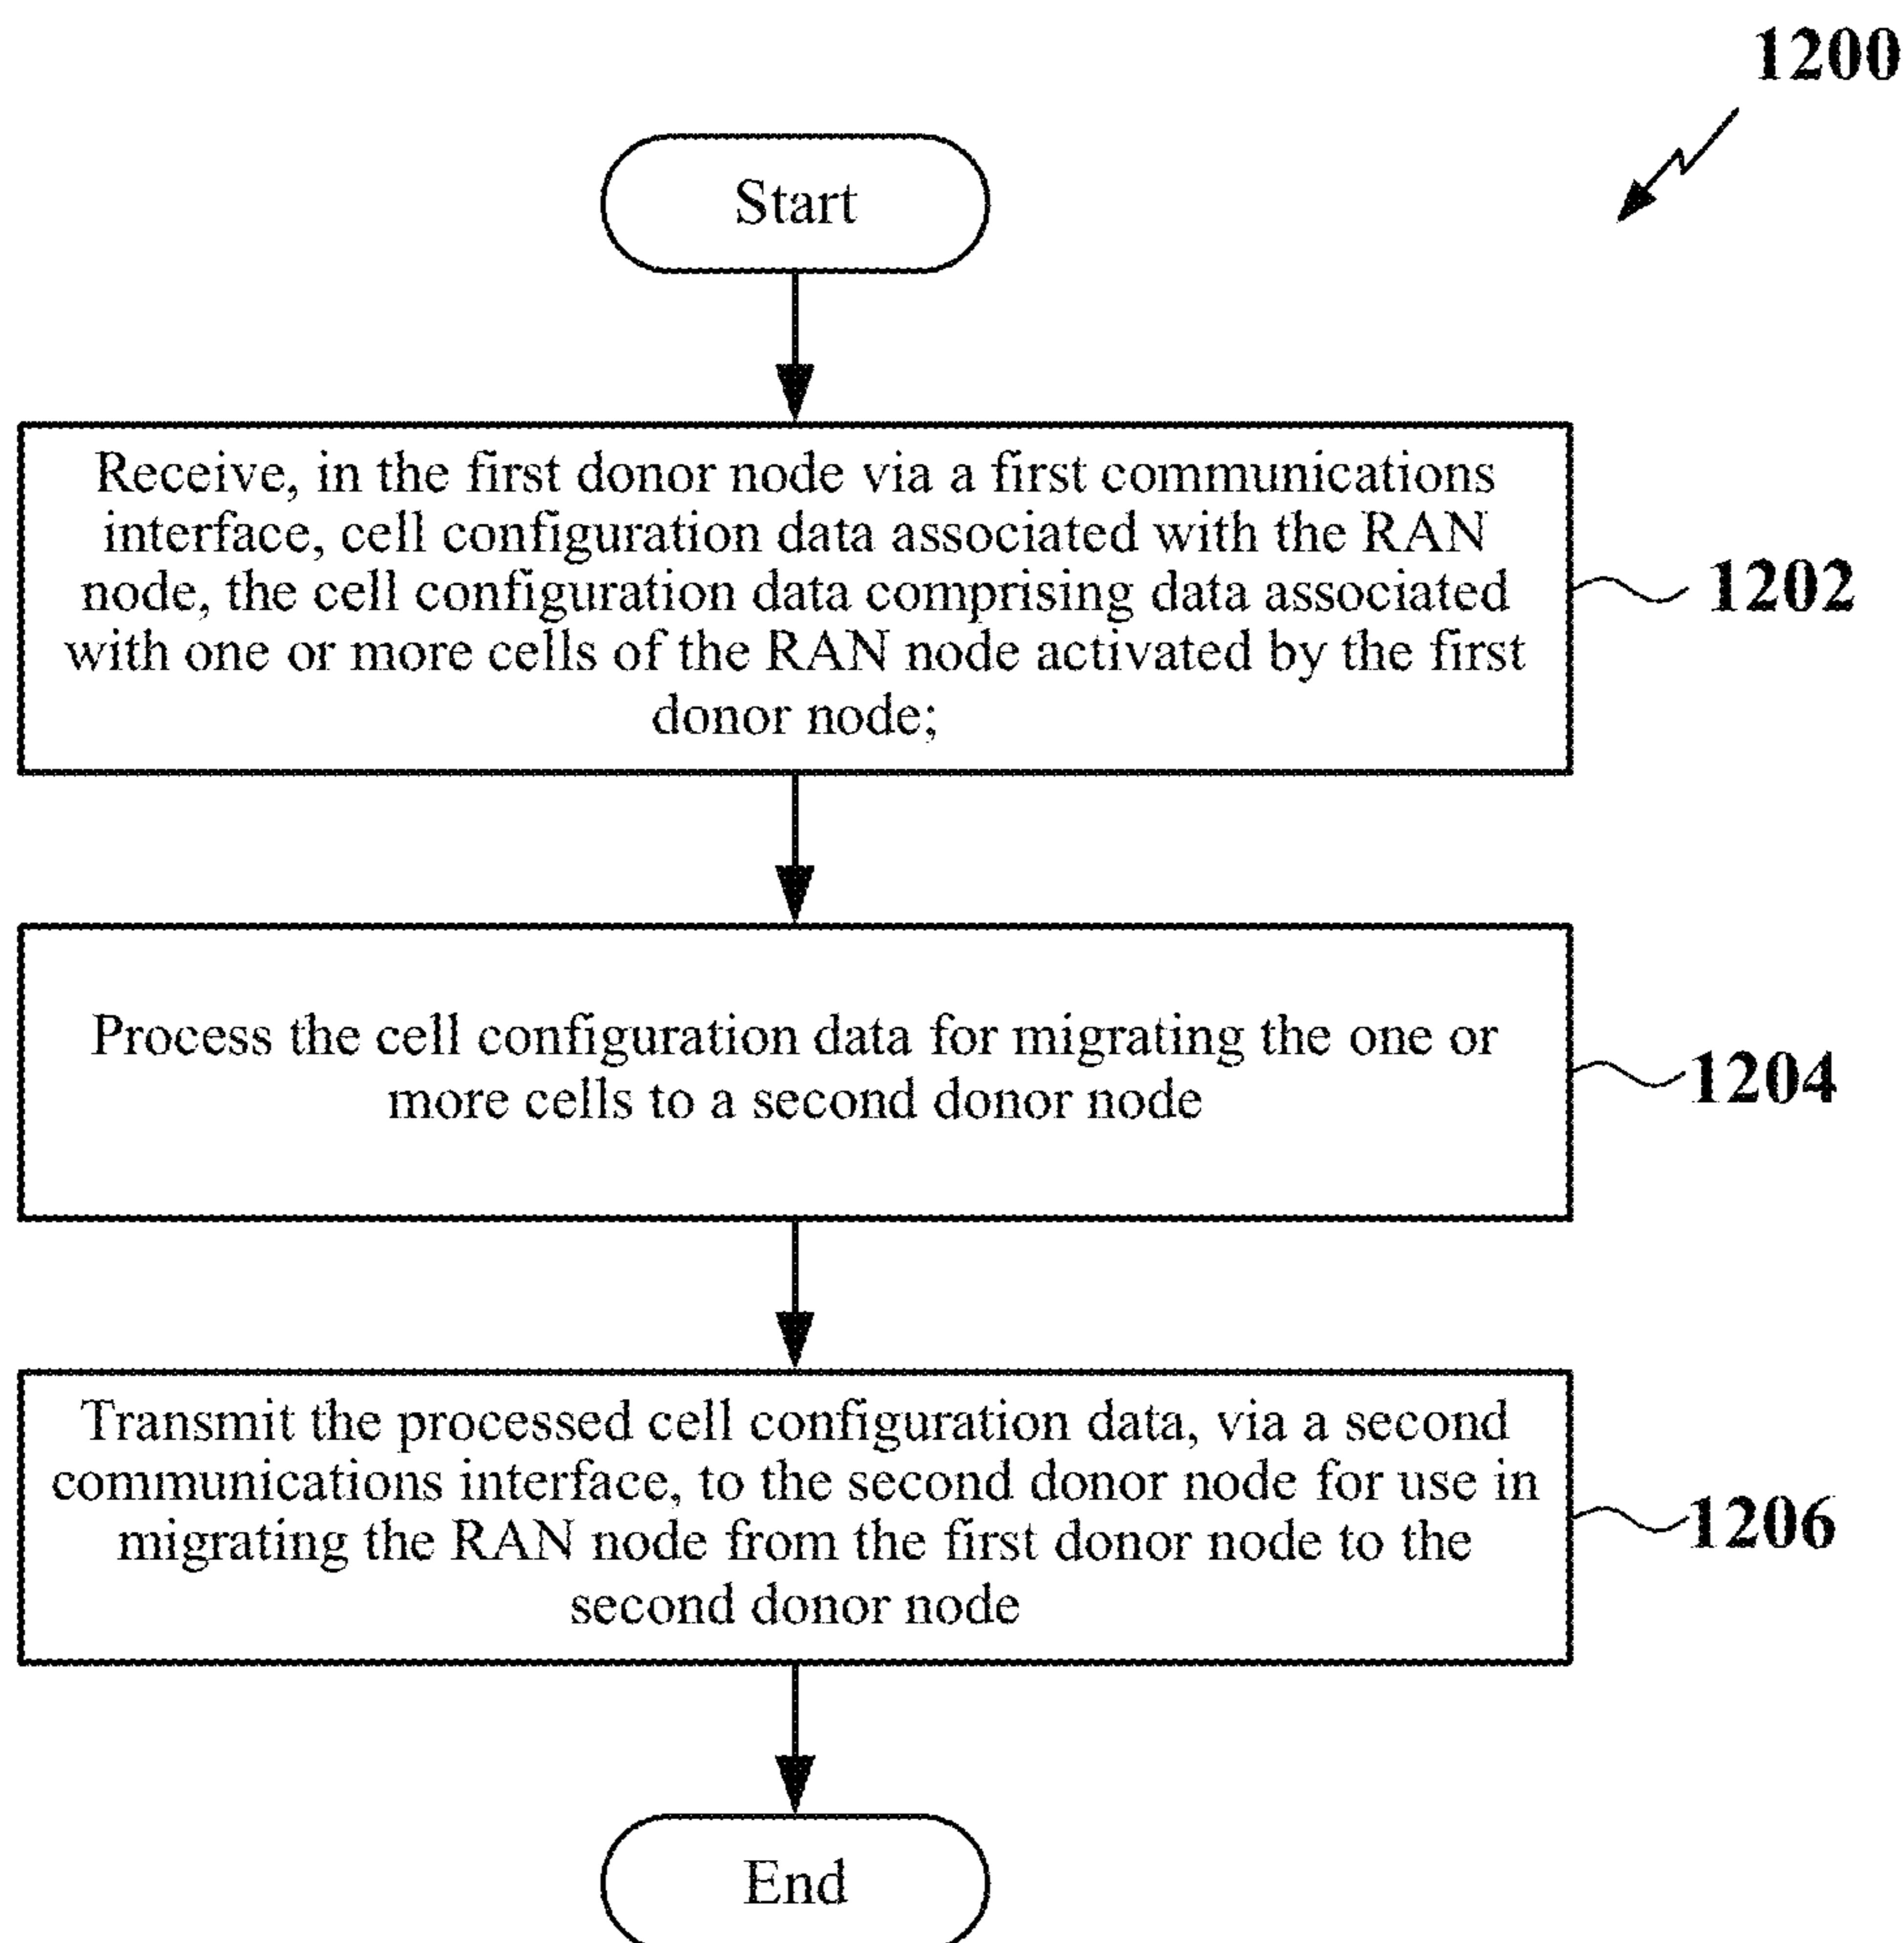 1200
Start
Receive, in the first donor node via a first communications
interface, cell configuration data associated with the RAN
node, the cell configuration data comprising data associated
with one or more cells of the RAN node activated by the first
donor node;
1202
Process the cell configuration data for migrating the one or
more cells to a second donor node
1204
Transmit the processed cell configuration data, via a second
communications interface, to the second donor node for use in
migrating the RAN node from the first donor node to the
second donor node
1206
End